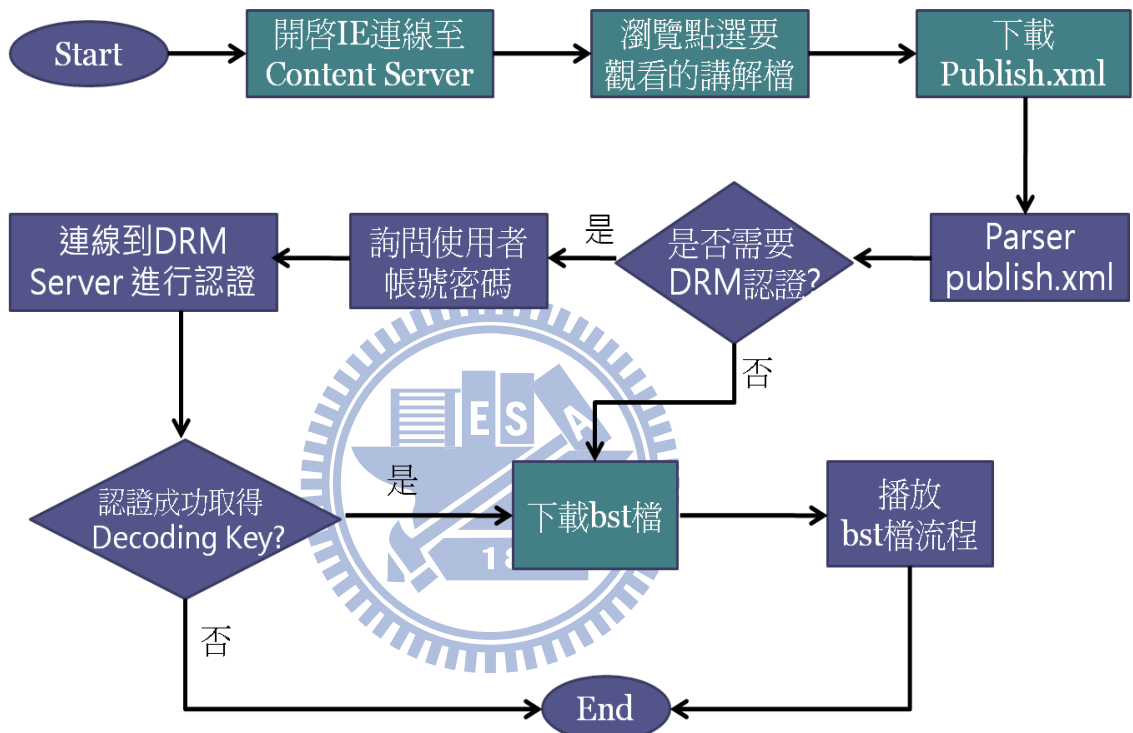 Start
開啓IE連線至
Content Server
瀏覽點選要
觀看的講解檔
下載
Publish.xml
連線到DRM
Server 進行認證
詢問使用者
帳號密碼
是
是否需要
DRM認證?
Parser
publish.xml
否
ESA
認證成功取得
Decoding Key?
是
下載bst檔
播放
bst檔流程
18
否
End